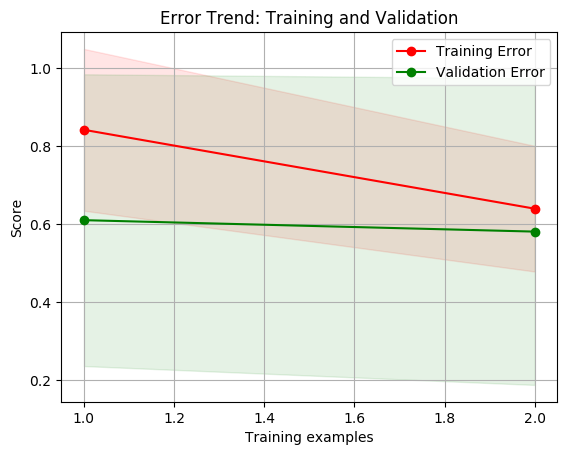 Error Trend: Training and Validation
Training Error
Validation Error
Score
1.0
0.8
0.6
0.4
0.2
1.0 1.2 1.4 1.6 1.8 2.0
Training examples